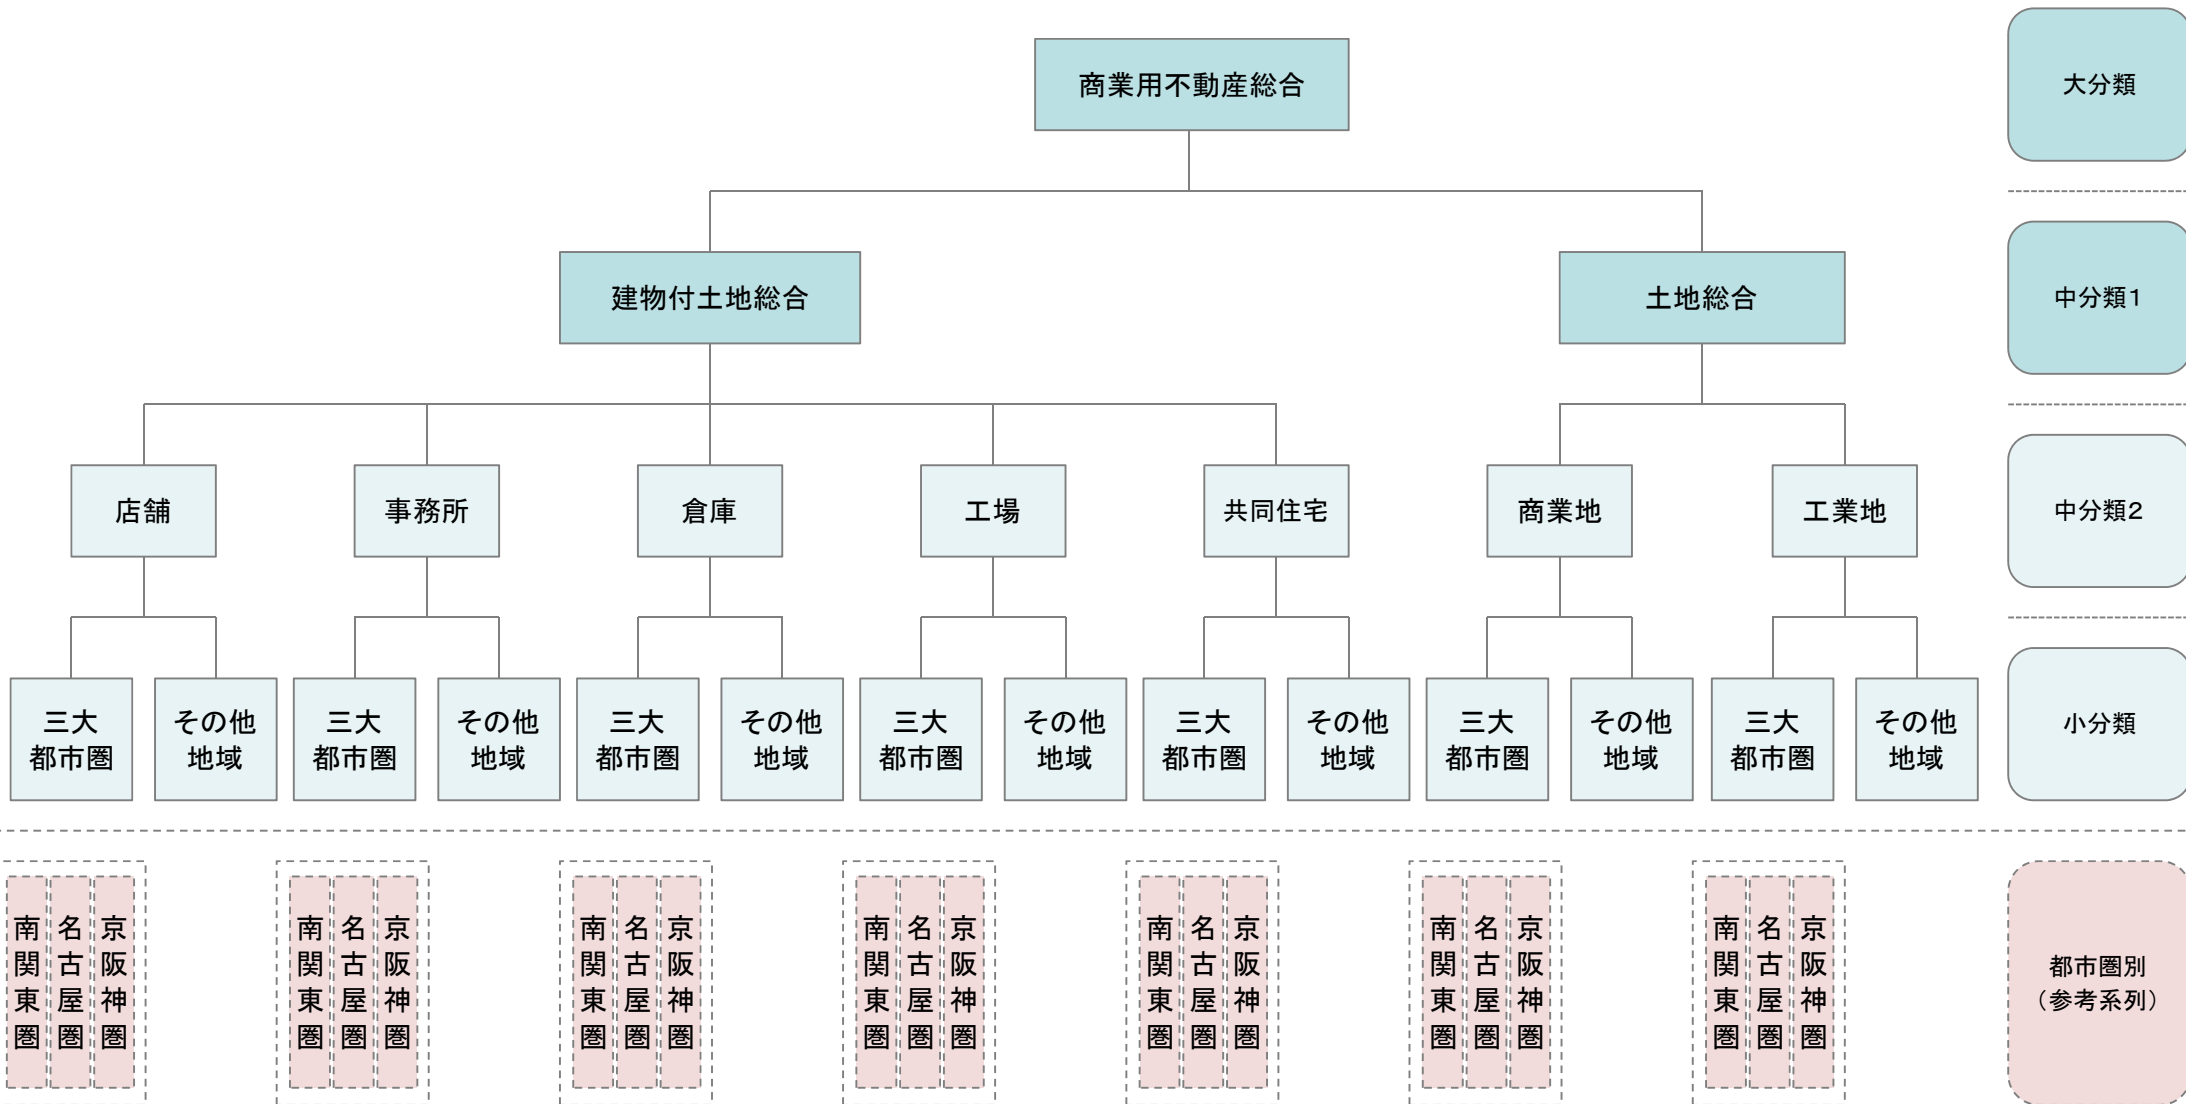 商業用不動産総合
大分類
建物付土地総合
土地総合
中分類1
店舗
事務所
倉庫
工場
共同住宅
商業地
工業地
中分類2
三大
都市圏
その他
地域
三大
都市圏
その他
地域
三大
都市圏
その他
地域
三大
都市圏
その他
地域
三大
都市圏
その他
地域
三大
都市圏
その他
地域
三大
都市圏
その他
地域
小分類
南関東圏
名古屋圏
京阪神圏
南関東圏
名古屋圏
京阪神圏
南関東圏
名古屋圏
京阪神圏
南関東圏
名古屋圏
京阪神圏
南関東圏
名古屋圏
京阪神圏
南関東圏
名古屋圏
京阪神圏
南関東圏
名古屋圏
京阪神圏
都市圏別
（参考系列）